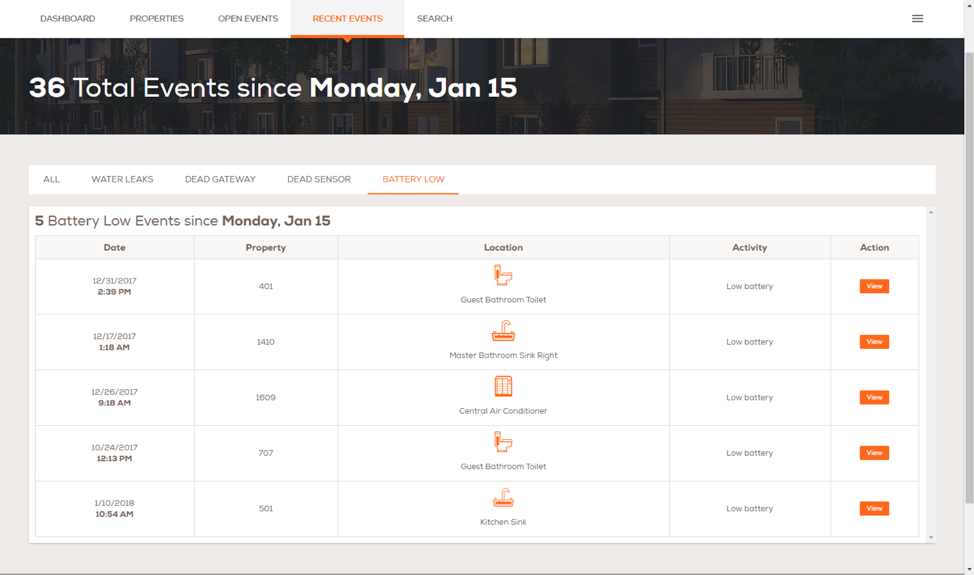 DASHBOARD PROPERTIES OPEN EVENTS RECENT EVENTS SEARCH
36 Total Events since Monday, Jan 15
ALL WATER LEAKS DEAD GATEWAY DEAD SENSOR BATTERY LOW
5 Battery Low Events since Monday, Jan 15
Date Property Location Activity Action
12/31/2017
2:39 PM
401
Guest Bathroom Toilet
Low battery
View
12/17/2017
1:18 AM
1410
Master Bathroom Sink Right
Low battery
View
12/26/2017
9:18 AM
1609
Central Air Conditioner
Low battery
View
10/24/2017
12:13 PM
707
Guest Bathroom Toilet
Low battery
View
1/10/2018
10:54 AM
501
Kitchen Sink
Low battery
View